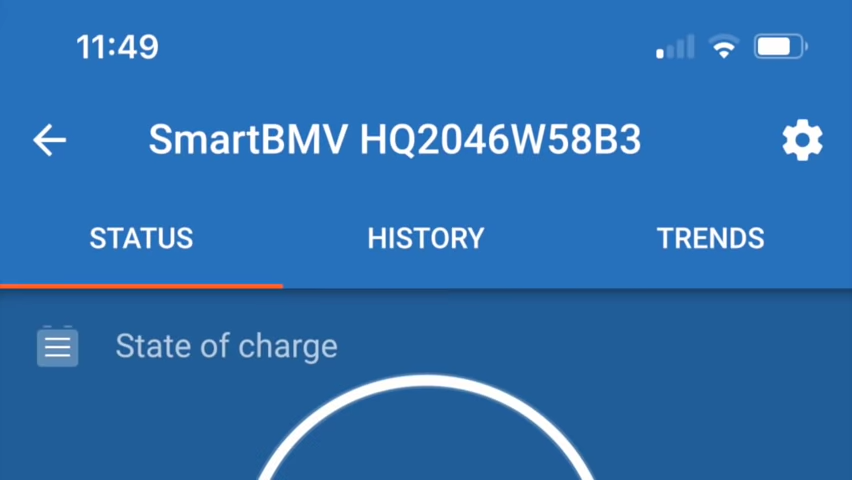 11:49
SmartBMV HQ2046W58B3
STATUS HISTORY TRENDS
State of charge